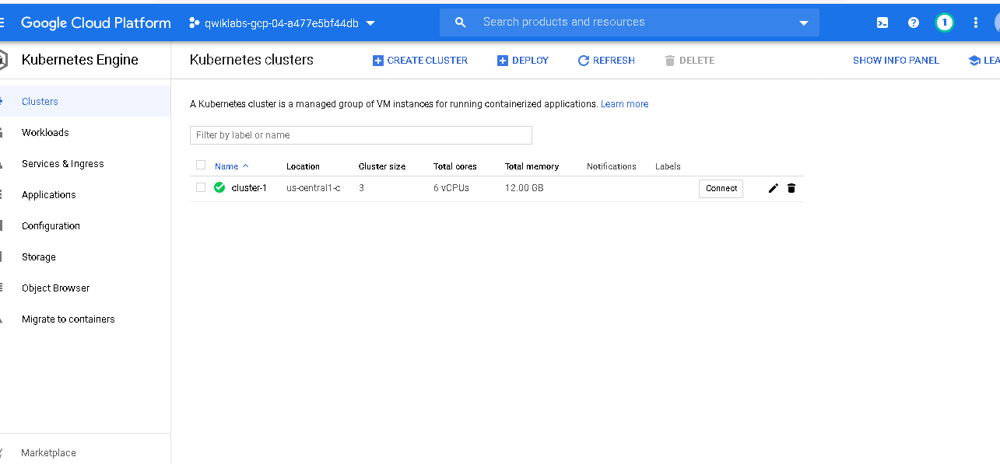 Google Cloud Platform qwiklabs-gcp-04-a477e5bf44db Search products and resources 1
Kubernetes Engine Kubernetes clusters CREATE CLUSTER DEPLOY REFRESH DELETE SHOW INFO PANEL LEA
Clusters
Workloads
Services & Ingress
Applications
Configuration
Storage
Object Browser
Migrate to containers
Marketplace
A Kubernetes cluster is a managed group of VM instances for running containerized applications. Learn more
Filter by label or name
Name Location Cluster size Total cores Total memory Notifications Labels
cluster-1 us-central1-c 3 6 vCPUs 12.00 GB Connect